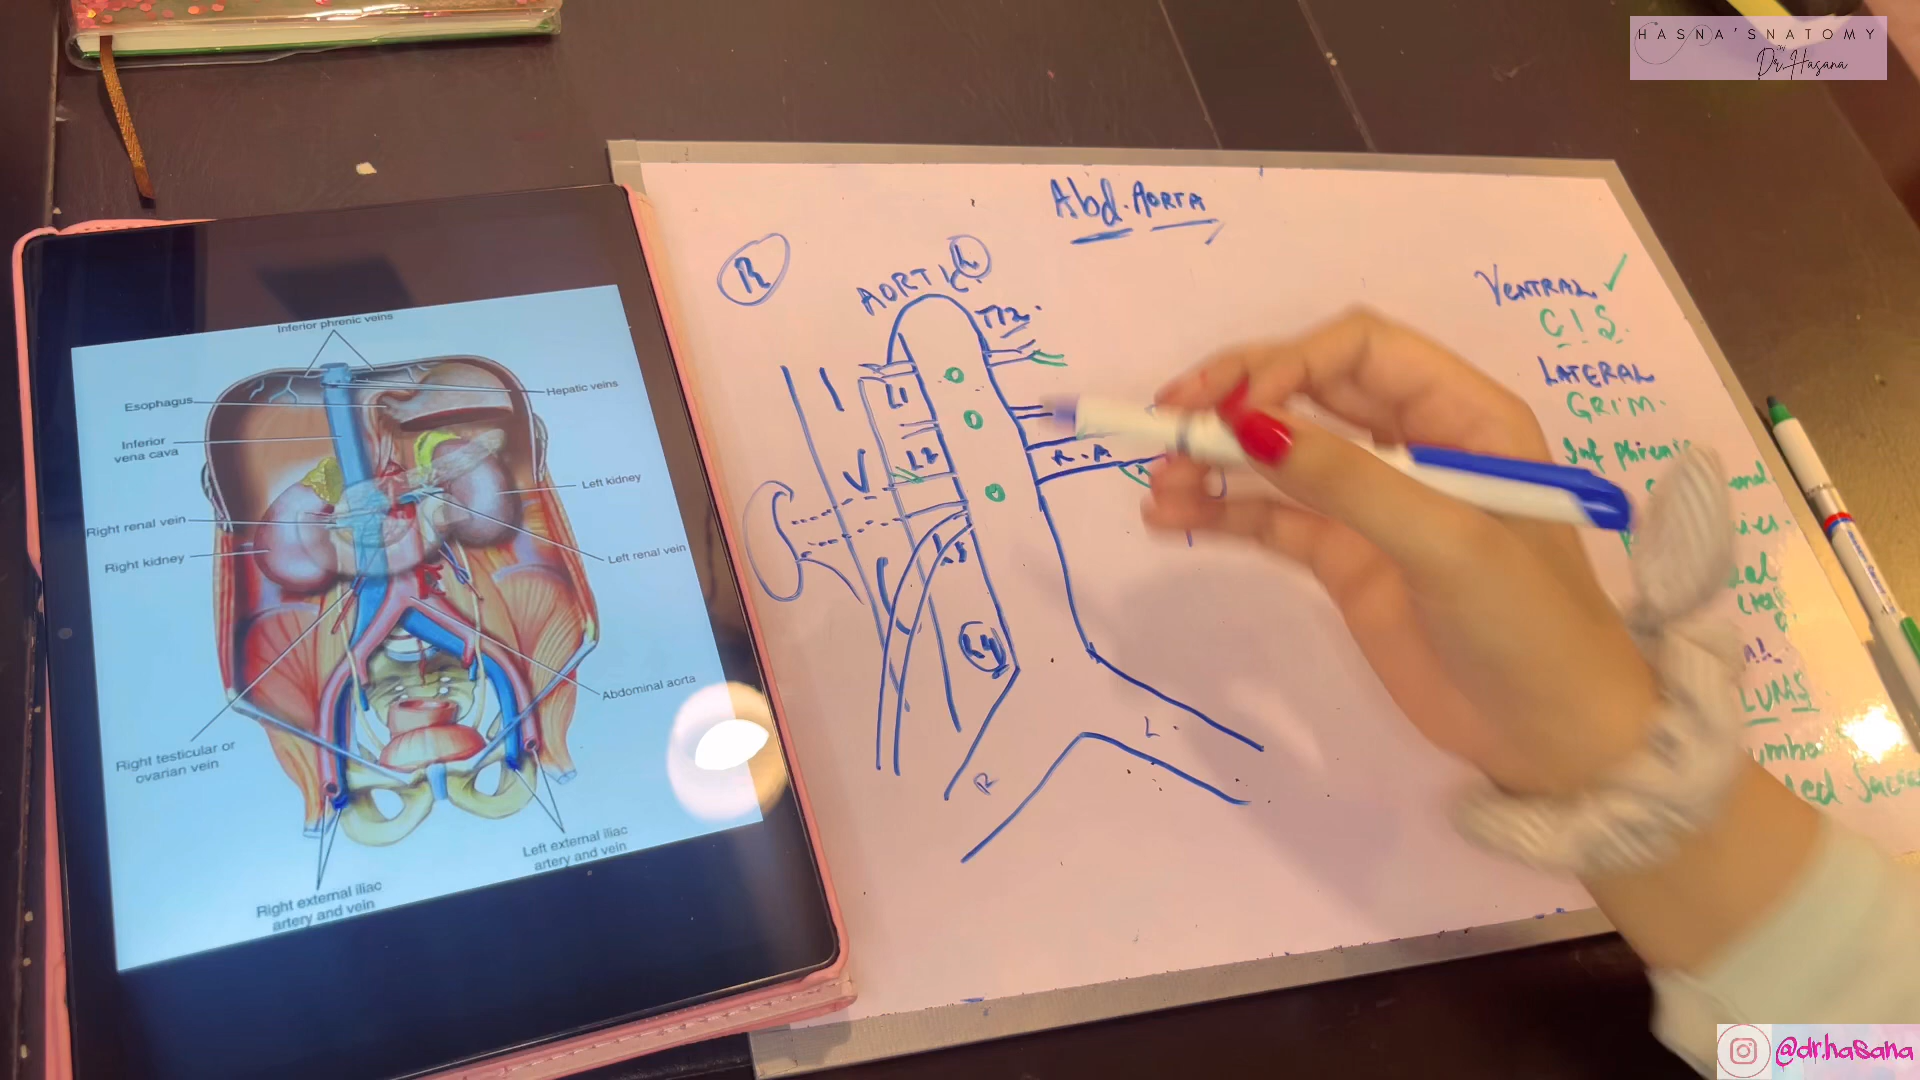 HASNA'SNATOMY
BY
Dr.Hasana
Abd. AORTA
R
AORTIC
L
T12.
L1
I
L2
V
R.A
C
L3
L4
R
L.
VENTRAL ✓
C I S.
LATERAL
GRIM.
Inf phrenic
LUMS
Inferior phrenic veins
Hepatic veins
Esophagus
Inferior
vena cava
Left kidney
Right renal vein
Right kidney
Left renal vein
Abdominal aorta
Right testicular or
ovarian vein
Left external iliac
artery and vein
Right external iliac
artery and vein
@dr.hasana